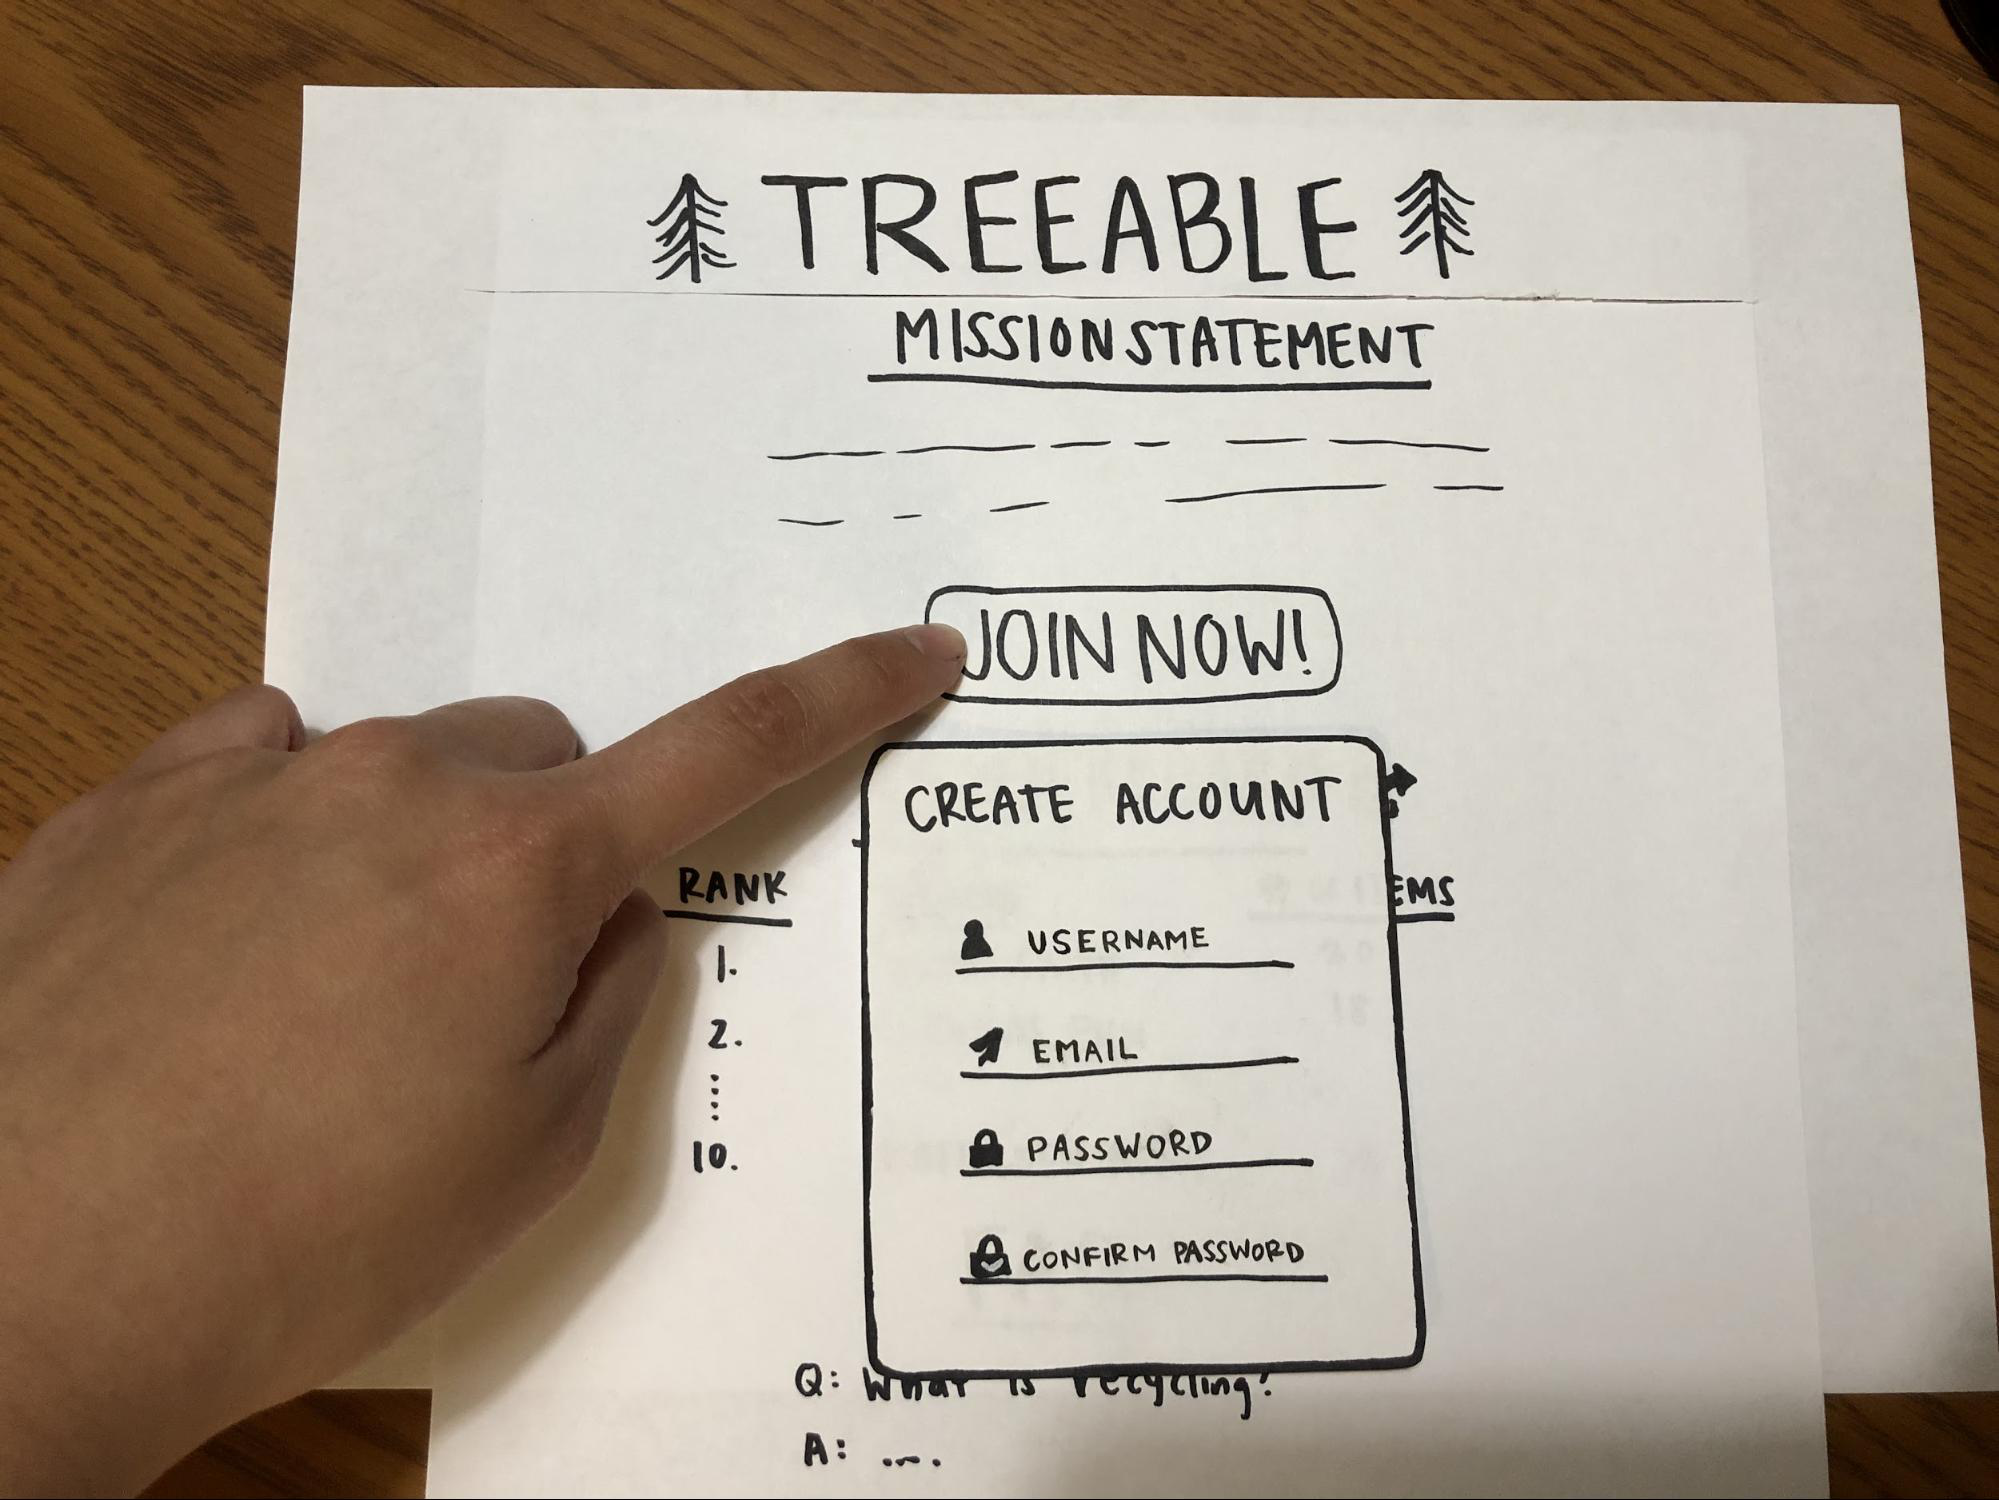 TREEABLE
MISSION STATEMENT
JOIN NOW!
CREATE ACCOUNT
RANK
EMS
USERNAME
1.
EMAIL
2.
PASSWORD
10.
CONFIRM PASSWORD
Q: What is recycling?
A: ....